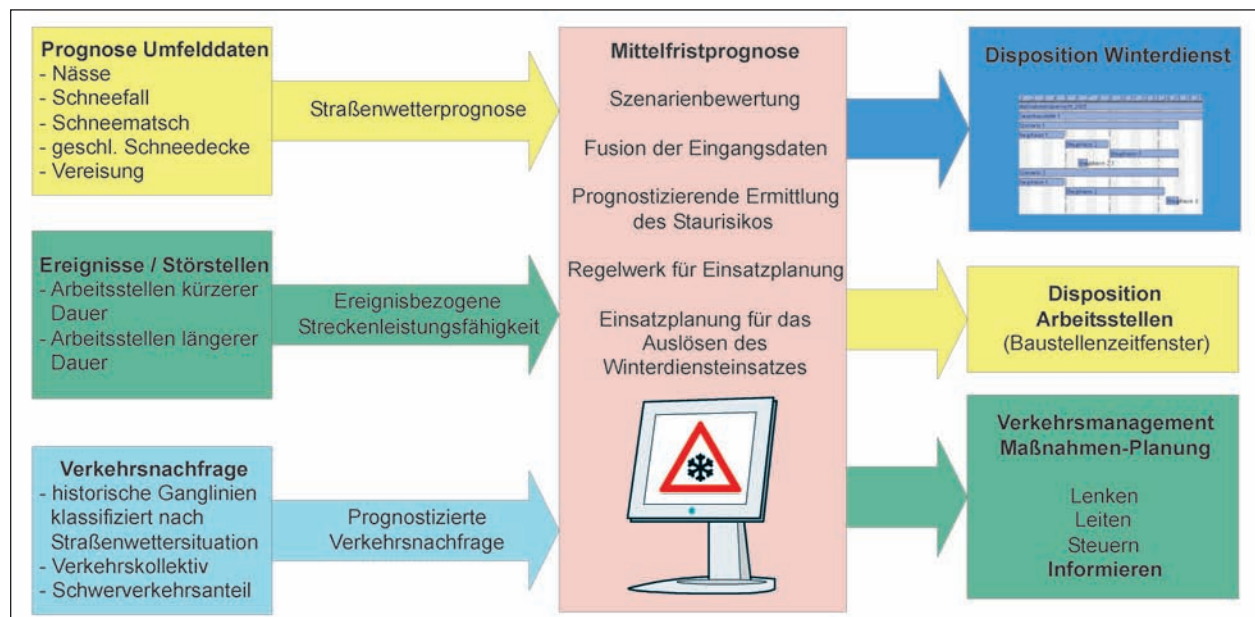 Prognose Umfelddaten
- Nässe
- Schneefall
- Schneematsch
- geschl. Schneedecke
- Vereisung
Straßenwetterprognose
Ereignisse / Störstellen
- Arbeitsstellen kürzerer
Dauer
- Arbeitsstellen längerer
Dauer
Ereignisbezogene
Streckenleistungsfähigkeit
Verkehrsnachfrage
- historische Ganglinien
klassifiziert nach
Straßenwettersituation
- Verkehrskollektiv
- Schwerverkehrsanteil
Prognostizierte
Verkehrsnachfrage
Mittelfristprognose
Szenarienbewertung
Fusion der Eingangsdaten
Prognostizierende Ermittlung
des Staurisikos
Regelwerk für Einsatzplanung
Einsatzplanung für das
Auslösen des
Winterdiensteinsatzes
Disposition Winterdienst
Disposition
Arbeitsstellen
(Baustellenzeitfenster)
Verkehrsmanagement
Maßnahmen-Planung
Lenken
Leiten
Steuern
Informieren